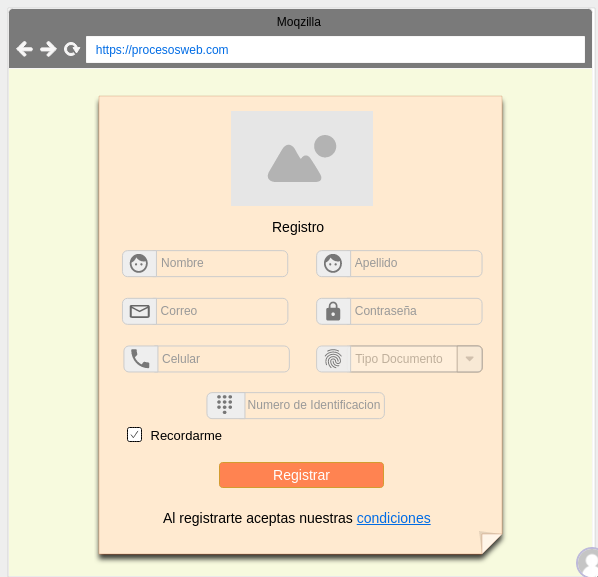 Moqzilla
https://procesosweb.com
Registro
Nombre
Apellido
Correo
Contraseña
Celular
Tipo Documento
Numero de Identificacion
Recordarme
Registrar
Al registrarte aceptas nuestras condiciones